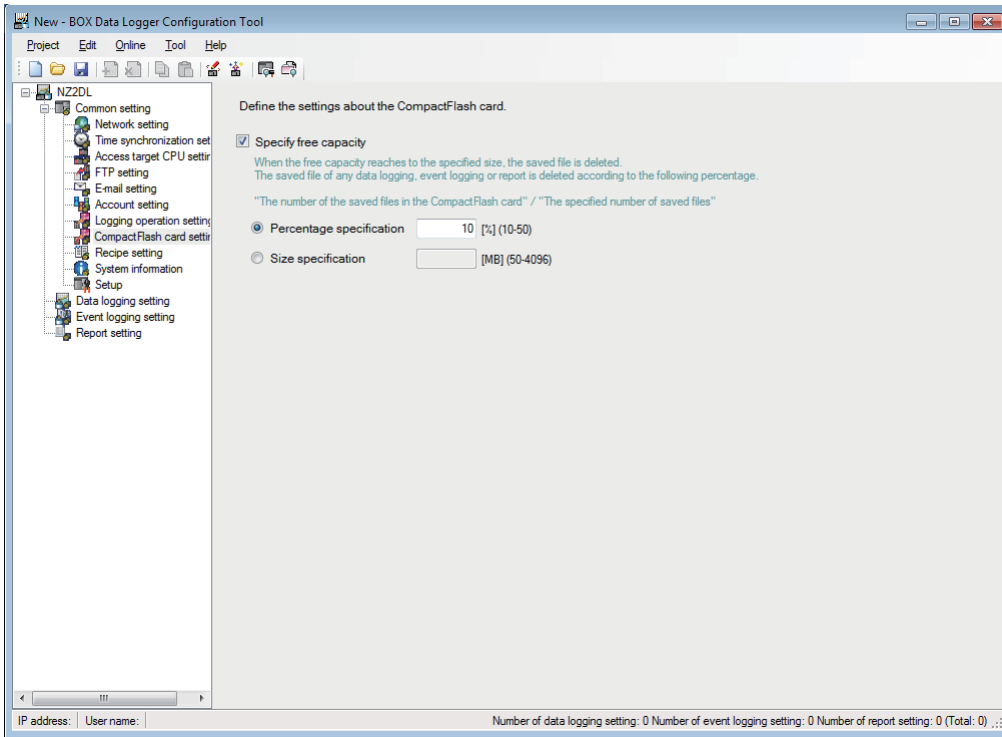 New - BOX Data Logger Configuration Tool
Project Edit Online Tool Help
NZ2DL
Common setting
Network setting
Time synchronization set
Access target CPU settir
FTP setting
E-mail setting
Account setting
Logging operation setting
CompactFlash card settir
Recipe setting
System information
Setup
Data logging setting
Event logging setting
Report setting
Define the settings about the CompactFlash card.
Specify free capacity
When the free capacity reaches to the specified size, the saved file is deleted.
The saved file of any data logging, event logging or report is deleted according to the following percentage.
"The number of the saved files in the CompactFlash card" / "The specified number of saved files"
Percentage specification 10 [%] (10-50)
Size specification [MB] (50-4096)
IP address: User name: Number of data logging setting: 0 Number of event logging setting: 0 Number of report setting: 0 (Total: 0)